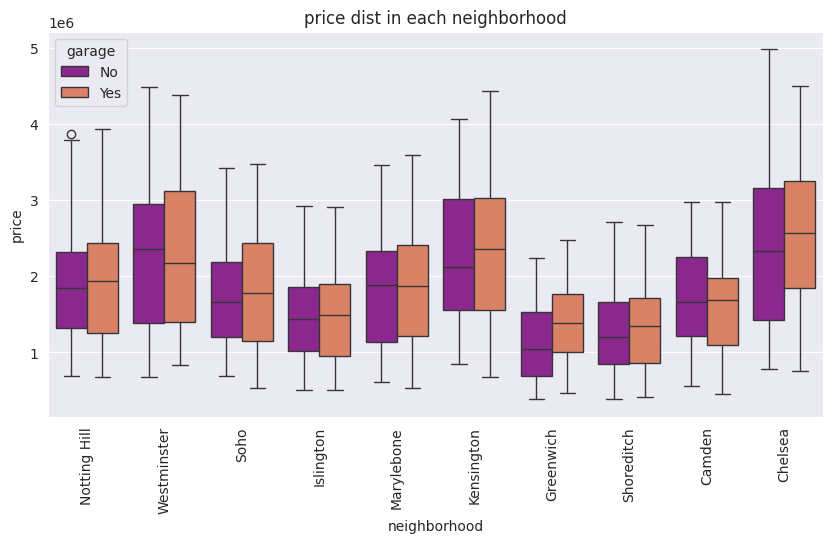 price dist in each neighborhood
1e6
garage
No
Yes
5
4
3
2
1
price
Notting Hill
Westminster
Soho
Islington
Marylebone
Kensington
Greenwich
Shoreditch
Camden
Chelsea
neighborhood